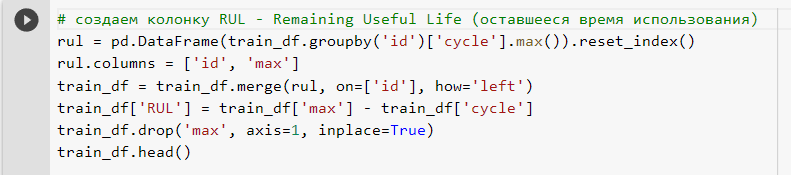 # создаем колонку RUL - Remaining Useful Life (оставшееся время использования)
rul = pd.DataFrame(train_df.groupby('id')['cycle'].max()).reset_index()
rul.columns = ['id', 'max']
train_df = train_df.merge(rul, on=['id'], how='left')
train_df['RUL'] = train_df['max'] - train_df['cycle']
train_df.drop('max', axis=1, inplace=True)
train_df.head()